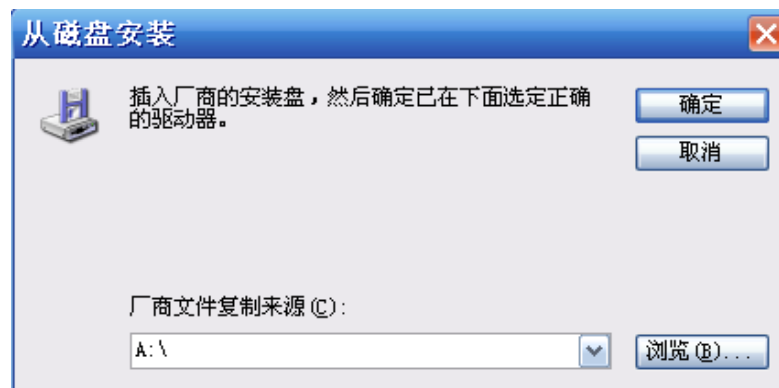 从磁盘安装
插入厂商的安装盘，然后确定已在下面选定正确
的驱动器。
确定
取消
厂商文件复制来源(C):
A:\
浏览(B)...